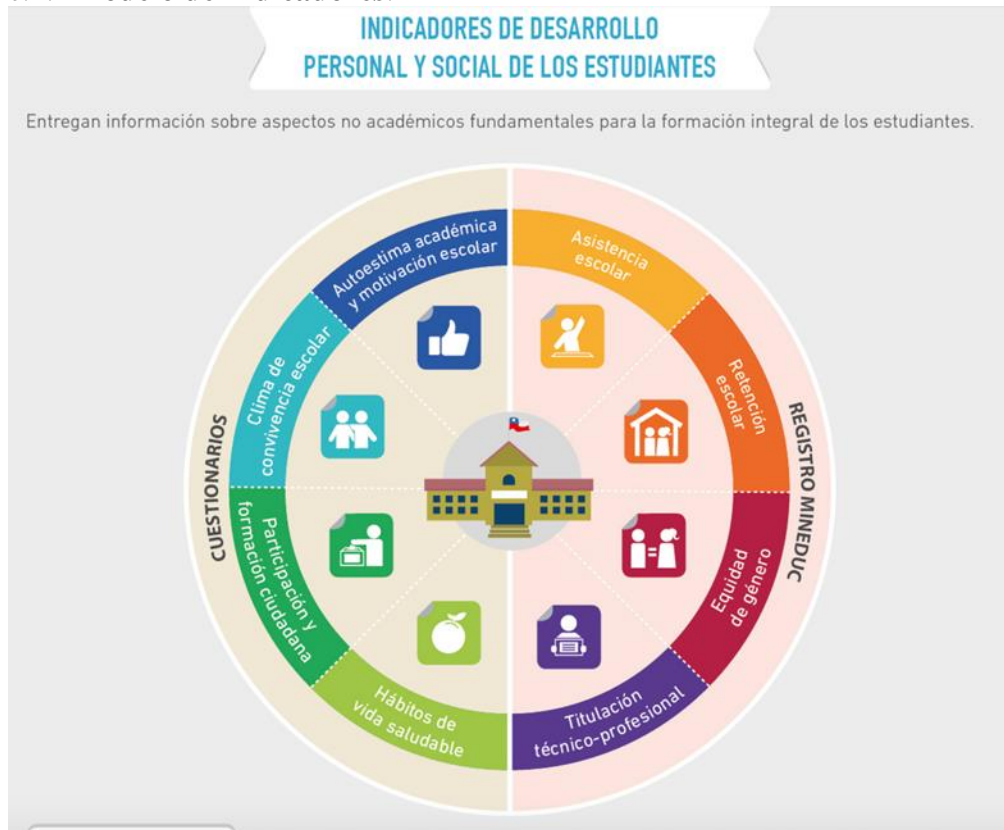 INDICADORES DE DESARROLLO
PERSONAL Y SOCIAL DE LOS ESTUDIANTES
Entregan información sobre aspectos no académicos fundamentales para la formación integral de los estudiantes.
CUESTIONARIOS
Autoestima académica
y motivación escolar
Clima de
convivencia escolar
Participación y
formación ciudadana
Hábitos de
vida saludable
REGISTRO MINEDUC
Asistencia
escolar
Retención
escolar
Equidad
de género
Titulación
técnico-profesional